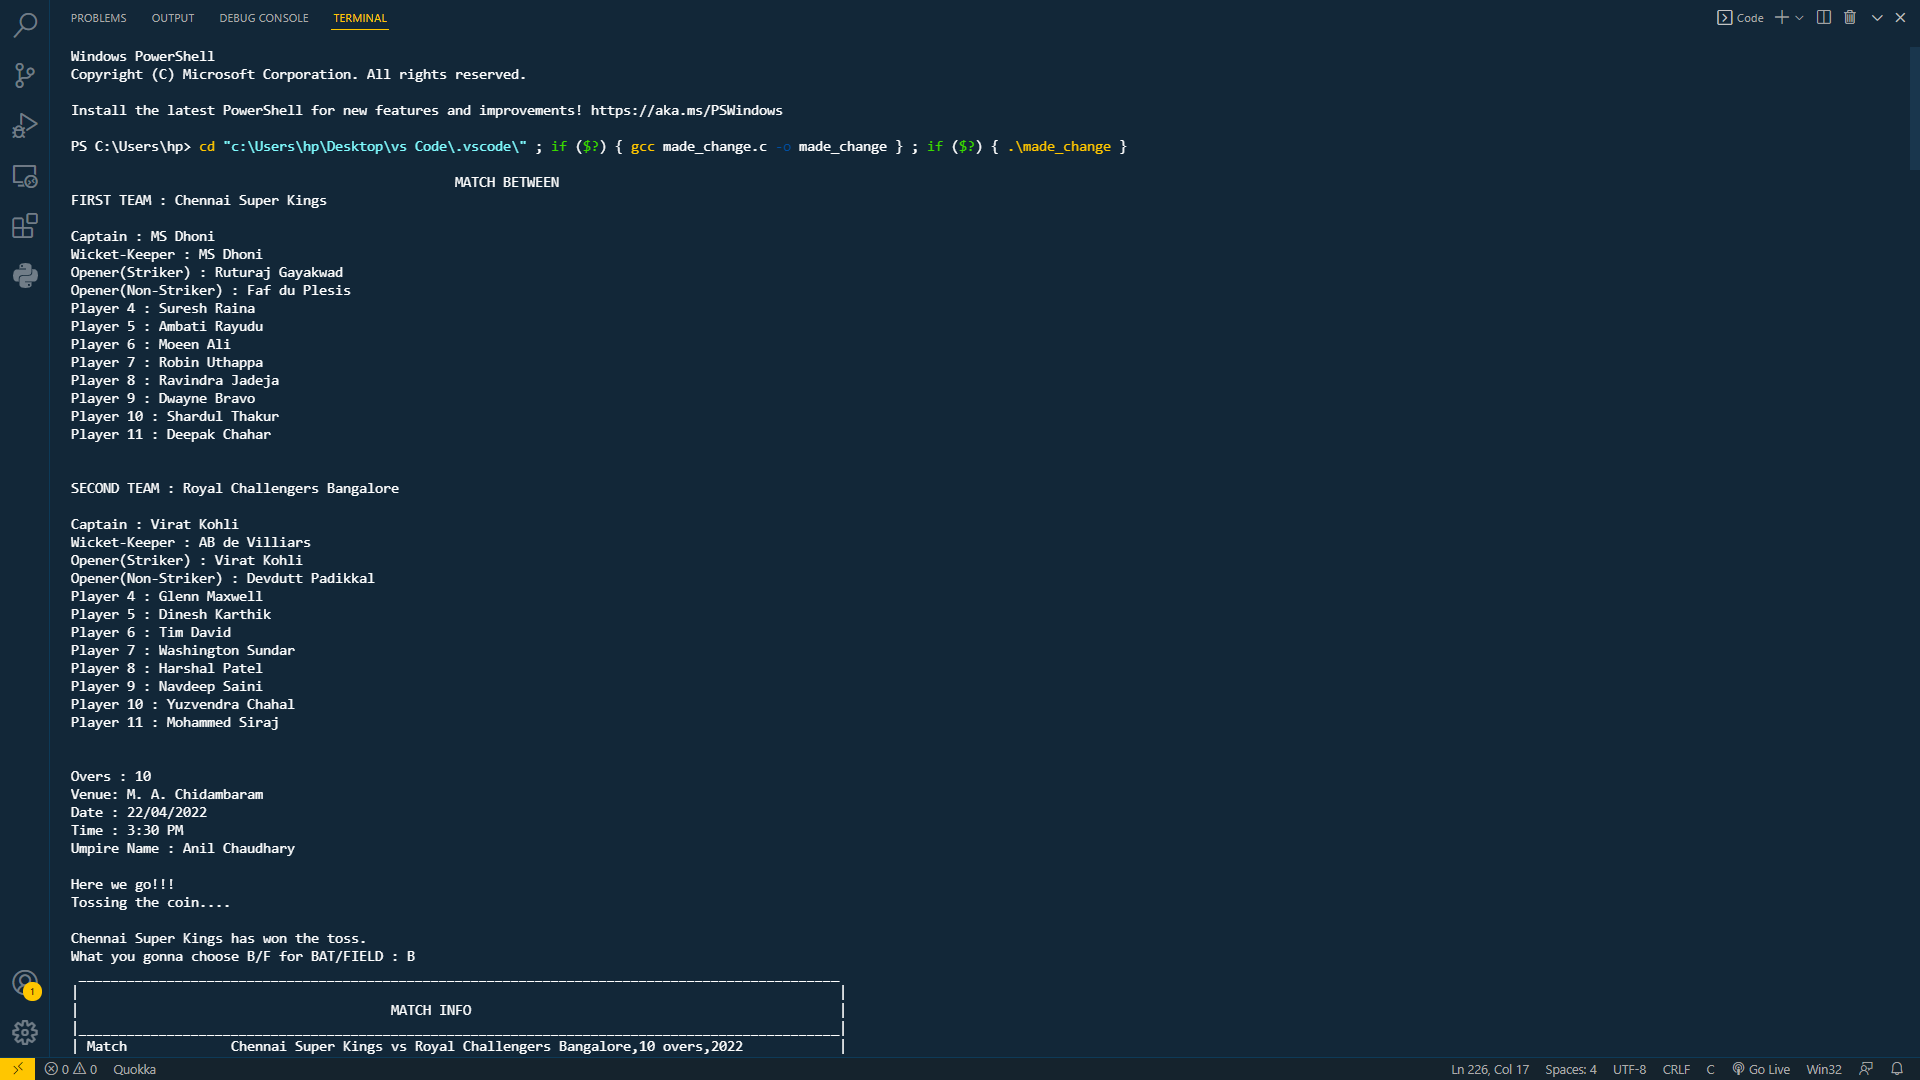 PROBLEMS OUTPUT DEBUG CONSOLE TERMINAL Code
Windows PowerShell
Copyright (C) Microsoft Corporation. All rights reserved.
Install the latest PowerShell for new features and improvements! https://aka.ms/PSWindows
PS C:\Users\hp> cd "c:\Users\hp\Desktop\vs Code\.vscode\" ; if ($?) { gcc made_change.c -o made_change } ; if ($?) { .\made_change }
MATCH BETWEEN
FIRST TEAM : Chennai Super Kings
Captain : MS Dhoni
Wicket-Keeper : MS Dhoni
Opener(Striker) : Ruturaj Gayakwad
Opener(Non-Striker) : Faf du Plesis
Player 4 : Suresh Raina
Player 5 : Ambati Rayudu
Player 6 : Moeen Ali
Player 7 : Robin Uthappa
Player 8 : Ravindra Jadeja
Player 9 : Dwayne Bravo
Player 10 : Shardul Thakur
Player 11 : Deepak Chahar
SECOND TEAM : Royal Challengers Bangalore
Captain : Virat Kohli
Wicket-Keeper : AB de Villiars
Opener(Striker) : Virat Kohli
Opener(Non-Striker) : Devdutt Padikkal
Player 4 : Glenn Maxwell
Player 5 : Dinesh Karthik
Player 6 : Tim David
Player 7 : Washington Sundar
Player 8 : Harshal Patel
Player 9 : Navdeep Saini
Player 10 : Yuzvendra Chahal
Player 11 : Mohammed Siraj
Overs : 10
Venue: M. A. Chidambaram
Date : 22/04/2022
Time : 3:30 PM
Umpire Name : Anil Chaudhary
Here we go!!!
Tossing the coin....
Chennai Super Kings has won the toss.
What you gonna choose B/F for BAT/FIELD : B
MATCH INFO
| Match Chennai Super Kings vs Royal Challengers Bangalore,10 overs,2022 |
1
0 0 Quokka Ln 226, Col 17 Spaces: 4 UTF-8 CRLF C Go Live Win32